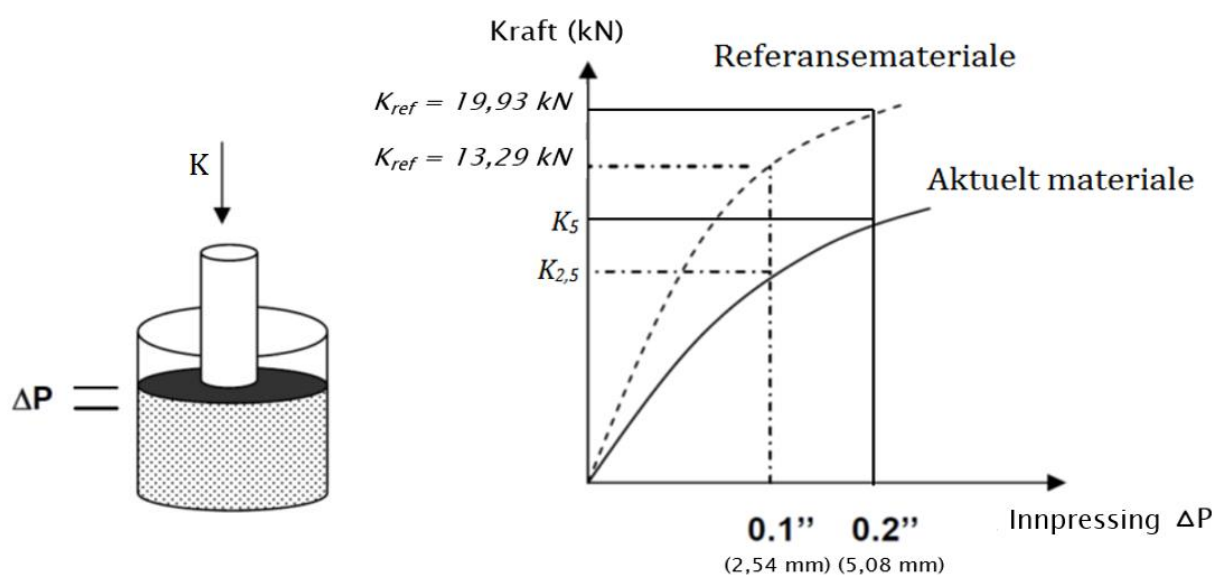 Kraft (kN)
Referansemateriale
K_ref = 19,93 kN
K_ref = 13,29 kN
K
Aktuelt materiale
K_5
K_2,5
ΔP
0.1’’ 0.2’’
Innpressing ΔP
(2,54 mm) (5,08 mm)